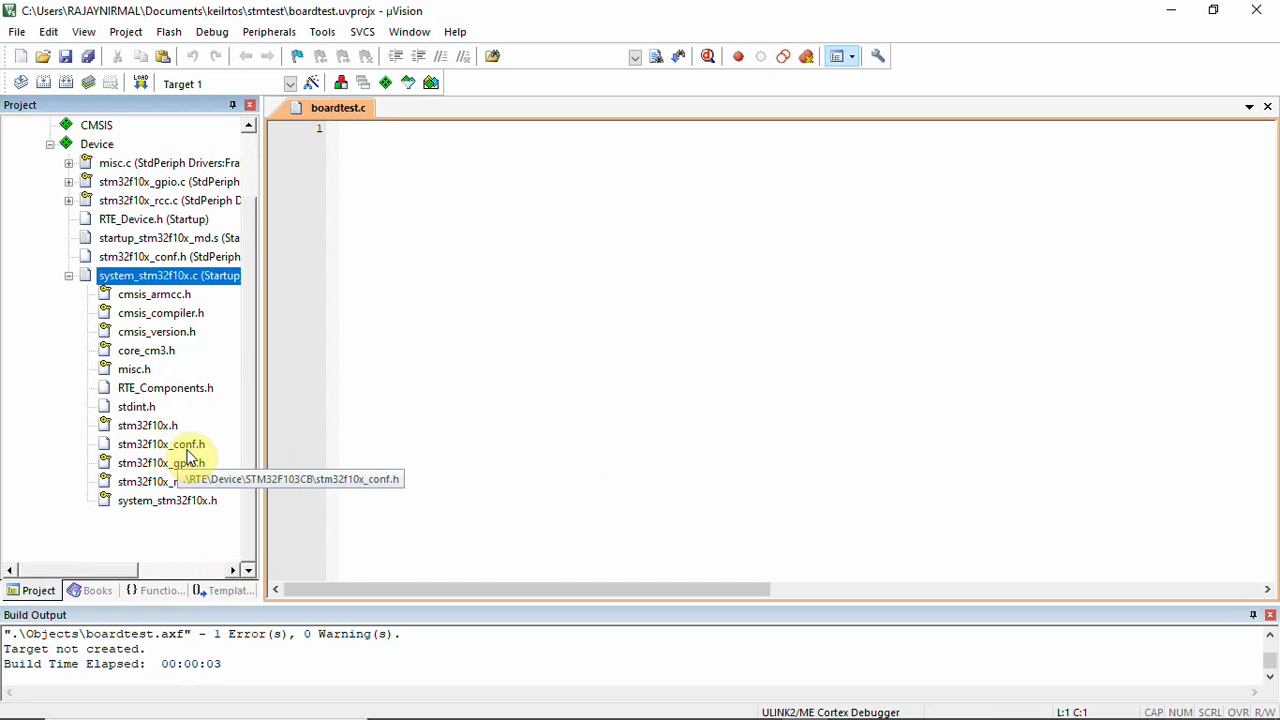 C:\Users\RAJAYNIRMAL\Documents\keilrtos\stmtest\boardtest.uvprojx - µVision
File Edit View Project Flash Debug Peripherals Tools SVCS Window Help
LOAD Target 1
Project
boardtest.c
1
CMSIS
Device
misc.c (StdPeriph Drivers:Fra
stm32f10x_gpio.c (StdPeriph
stm32f10x_rcc.c (StdPeriph D
RTE_Device.h (Startup)
startup_stm32f10x_md.s (Sta
stm32f10x_conf.h (StdPeriph
system_stm32f10x.c (Startup
cmsis_armcc.h
cmsis_compiler.h
cmsis_version.h
core_cm3.h
misc.h
RTE_Components.h
stdint.h
stm32f10x.h
stm32f10x_conf.h
stm32f10x_gpio.h
.\RTE\Device\STM32F103CB\stm32f10x_conf.h
system_stm32f10x.h
Project Books {} Functio... Templat...
Build Output
".\Objects\boardtest.axf" - 1 Error(s), 0 Warning(s).
Target not created.
Build Time Elapsed: 00:00:03
ULINK2/ME Cortex Debugger L:1 C:1 CAP NUM SCRL OVR R/W